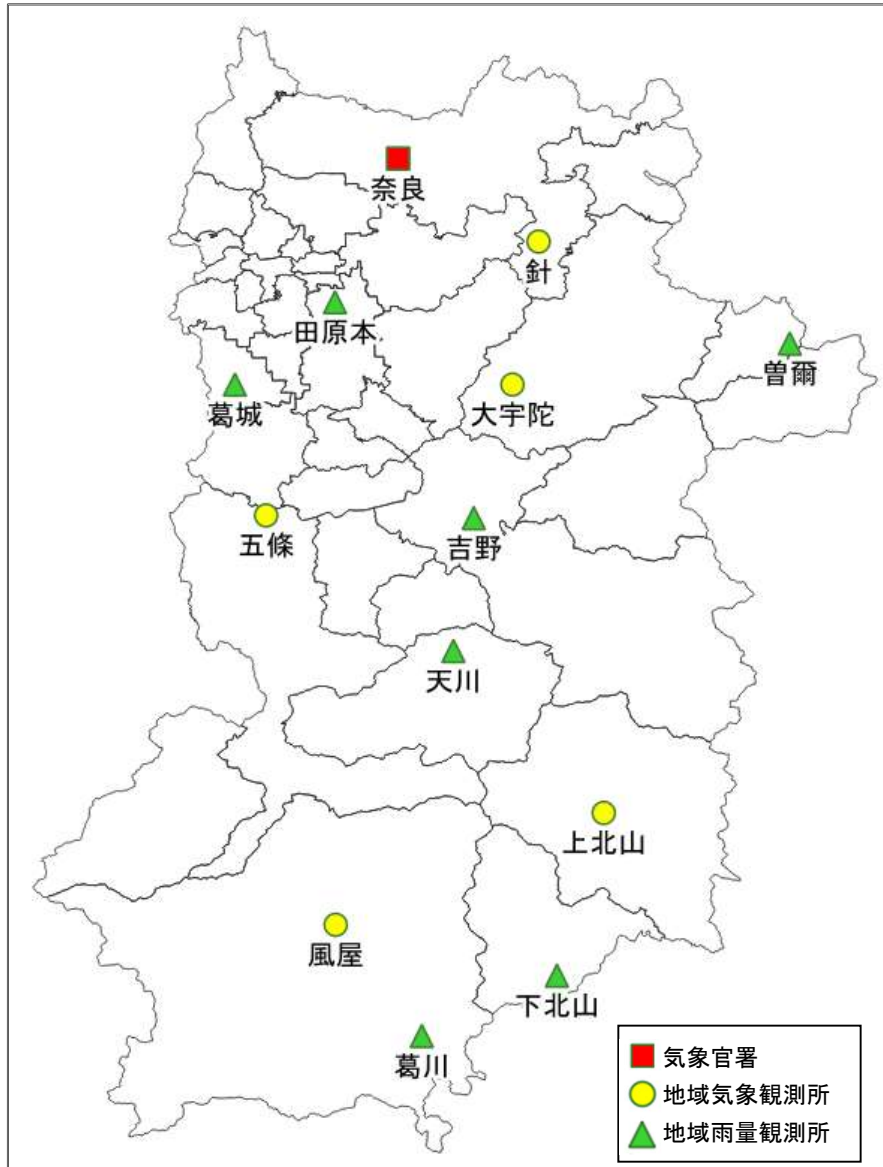 奈良
針
田原本
曽爾
葛城
大宇陀
五條
吉野
天川
上北山
風屋
下北山
葛川
気象官署
地域気象観測所
地域雨量観測所